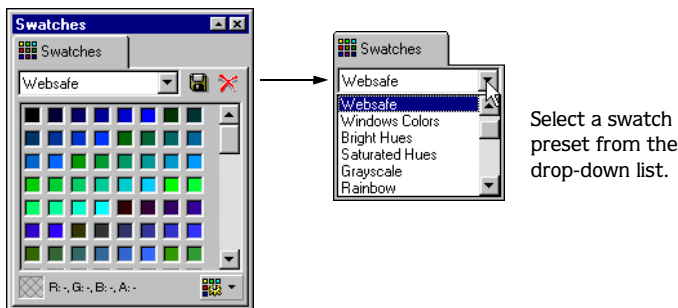 Swatches
Swatches
Websafe
R: -, G: -, B: -, A: -
Swatches
Websafe
Websafe
Windows Colors
Bright Hues
Saturated Hues
Grayscale
Rainbow
Select a swatch
preset from the
drop-down list.